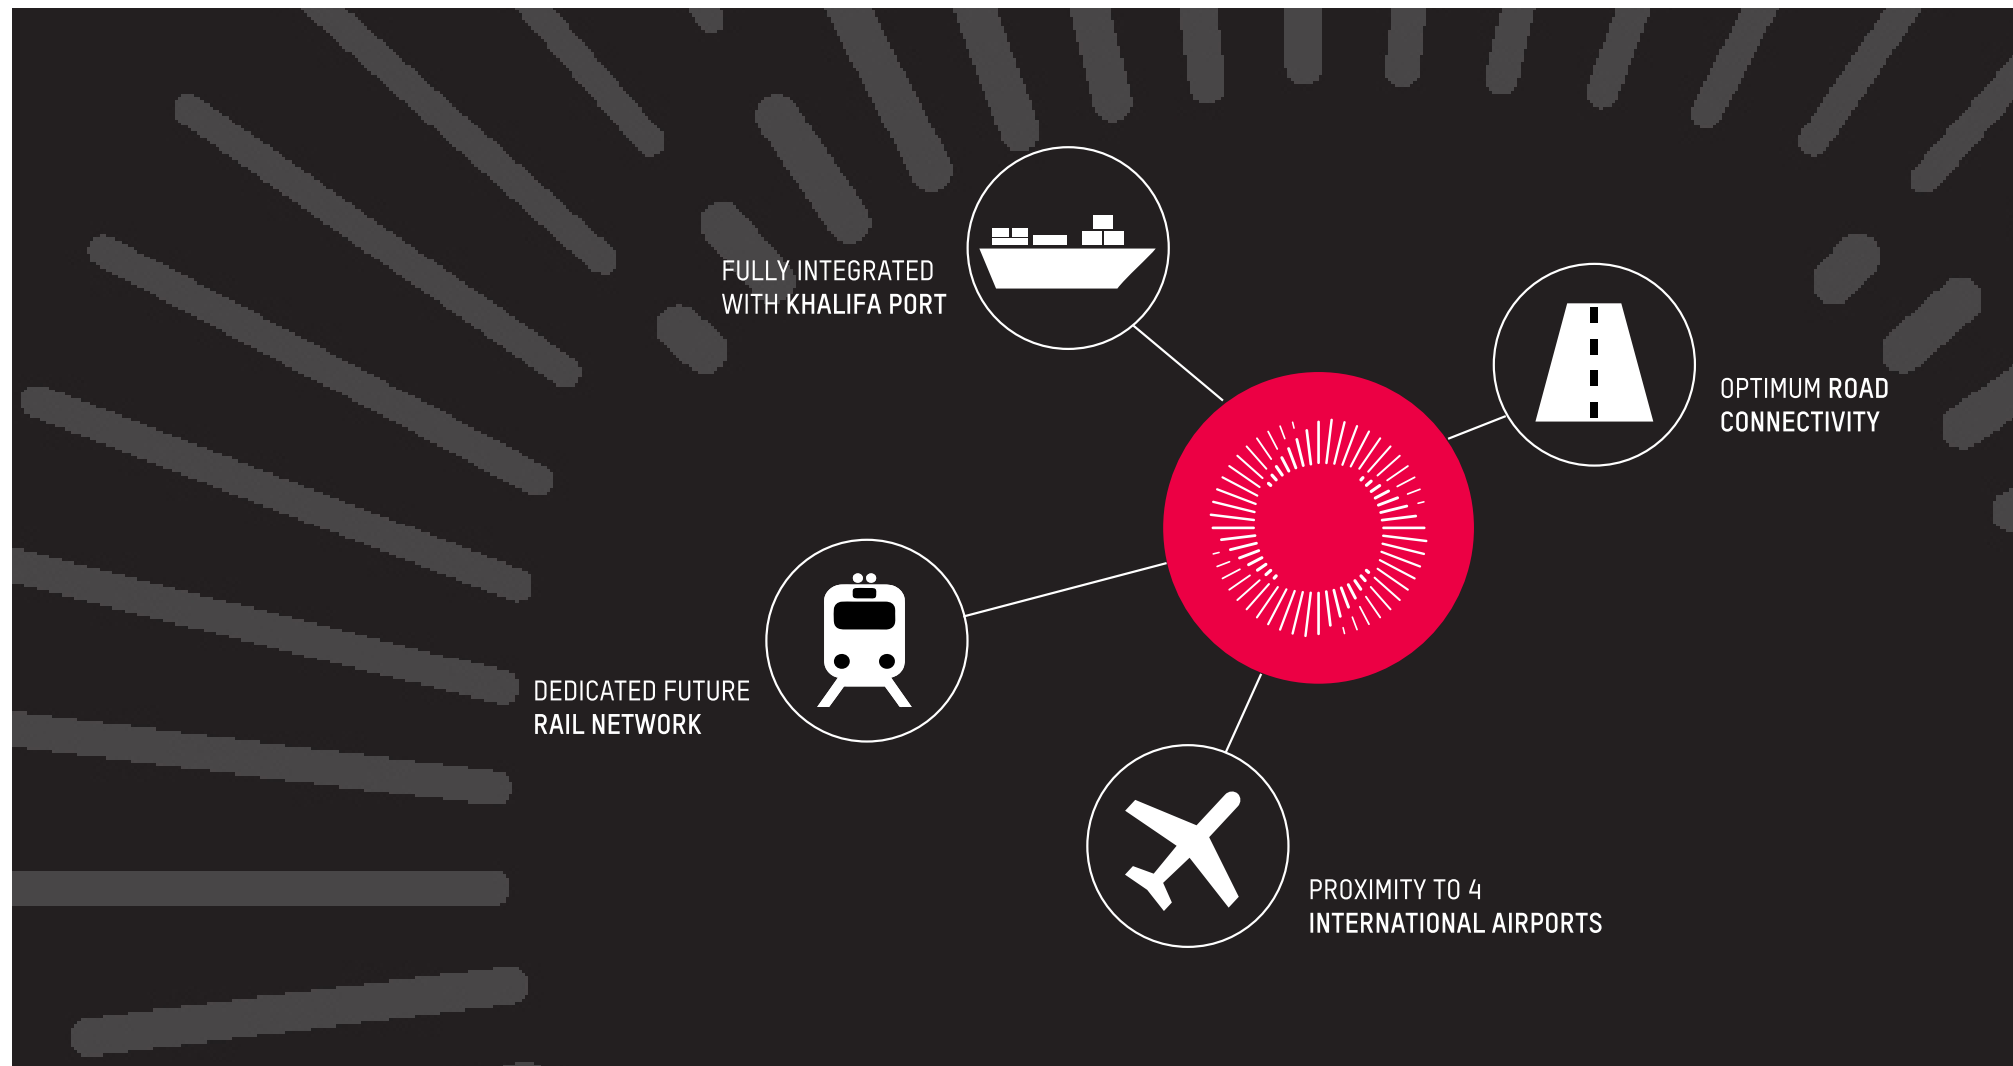 FULLY INTEGRATED
WITH KHALIFA PORT
OPTIMUM ROAD
CONNECTIVITY
DEDICATED FUTURE
RAIL NETWORK
PROXIMITY TO 4
INTERNATIONAL AIRPORTS